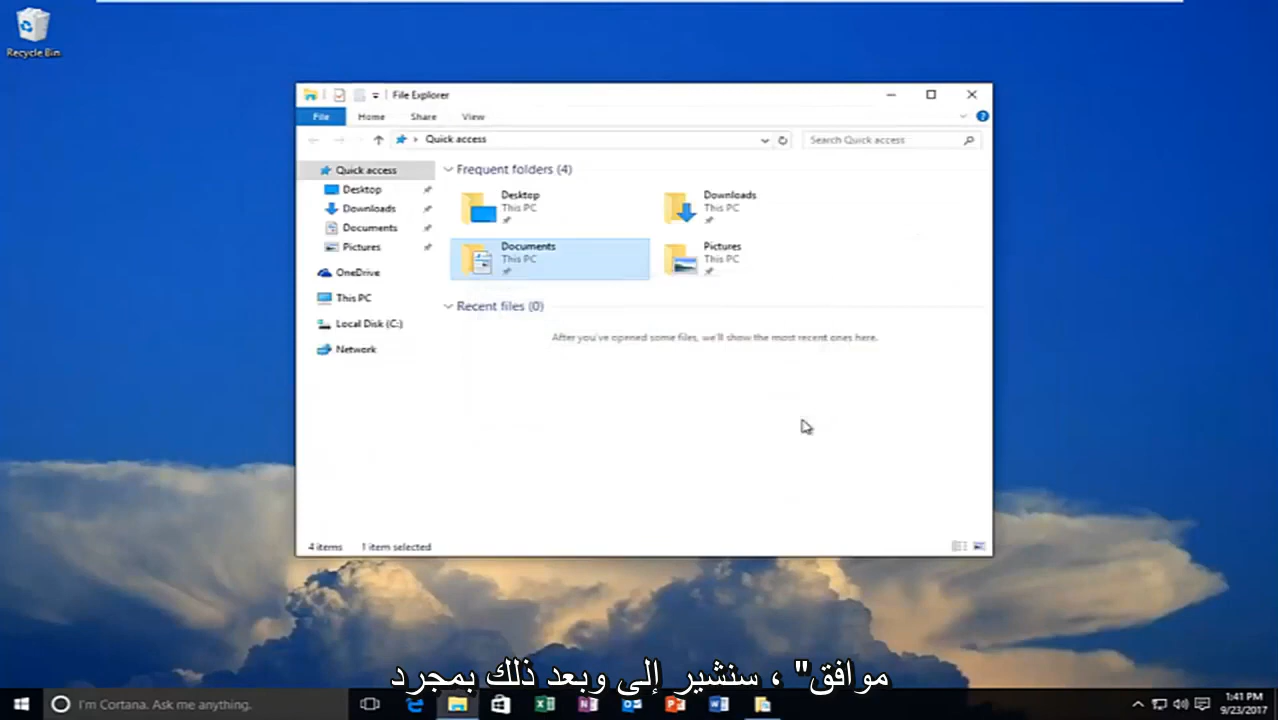 Recycle Bin
File Explorer
File Home Share View
Quick access
Search Quick access
Quick access
Desktop
Downloads
Documents
Pictures
OneDrive
This PC
Local Disk (C:)
Network
Frequent folders (4)
Desktop
This PC
Downloads
This PC
Documents
This PC
Pictures
This PC
Recent files (0)
After you've opened some files, we'll show the most recent ones here.
4 items 1 item selected
موافق" ، سنشير إلى وبعد ذلك بمجرد
I'm Cortana. Ask me anything.
1:41 PM
9/23/2017